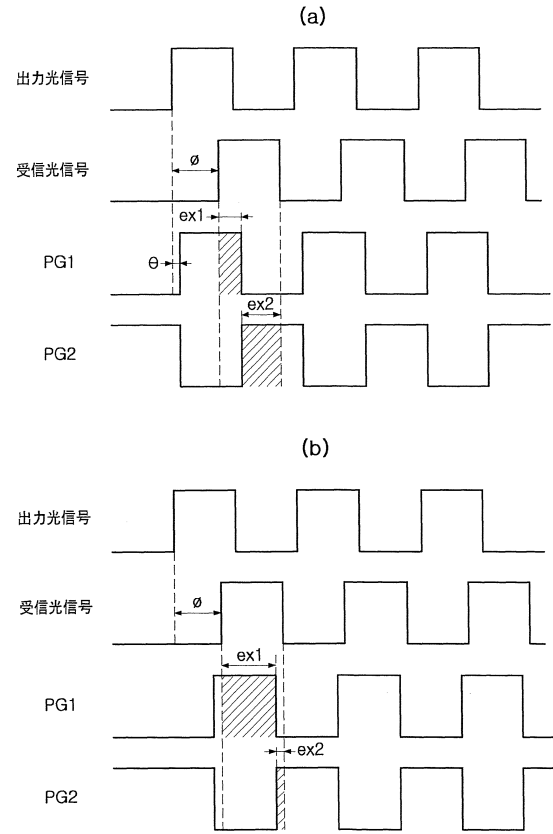 (a)
出力光信号
受信光信号
ø
ex1
PG1
θ
ex2
PG2
(b)
出力光信号
受信光信号
ø
ex1
PG1
ex2
PG2